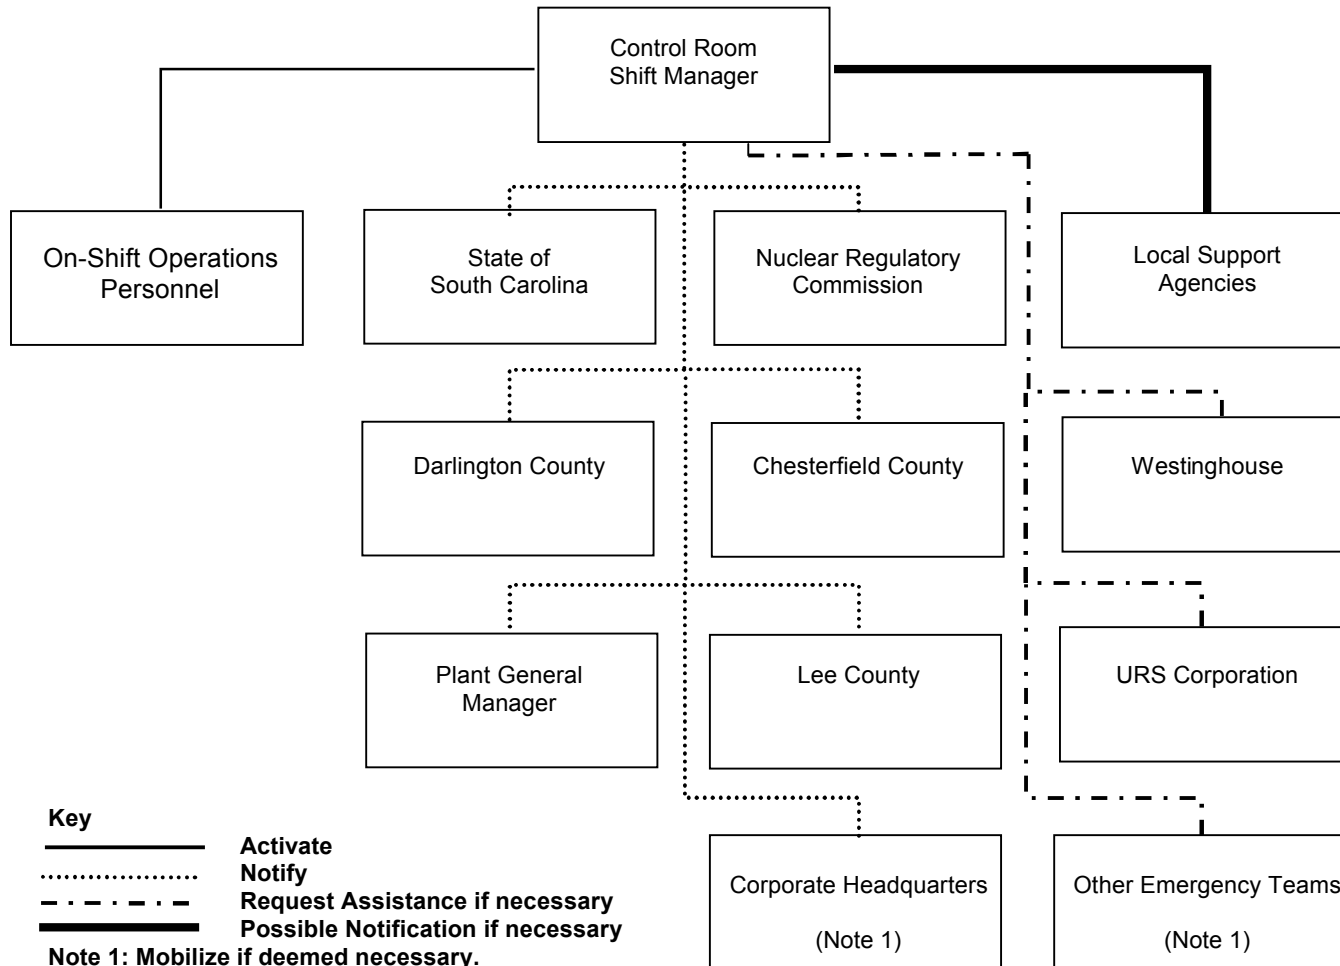 Control Room
Shift Manager
On-Shift Operations
Personnel
State of
South Carolina
Nuclear Regulatory
Commission
Local Support
Agencies
Darlington County
Chesterfield County
Westinghouse
Plant General
Manager
Lee County
URS Corporation
Corporate Headquarters
(Note 1)
Other Emergency Teams
(Note 1)
Key
Activate
Notify
Request Assistance if necessary
Possible Notification if necessary
Note 1: Mobilize if deemed necessary.